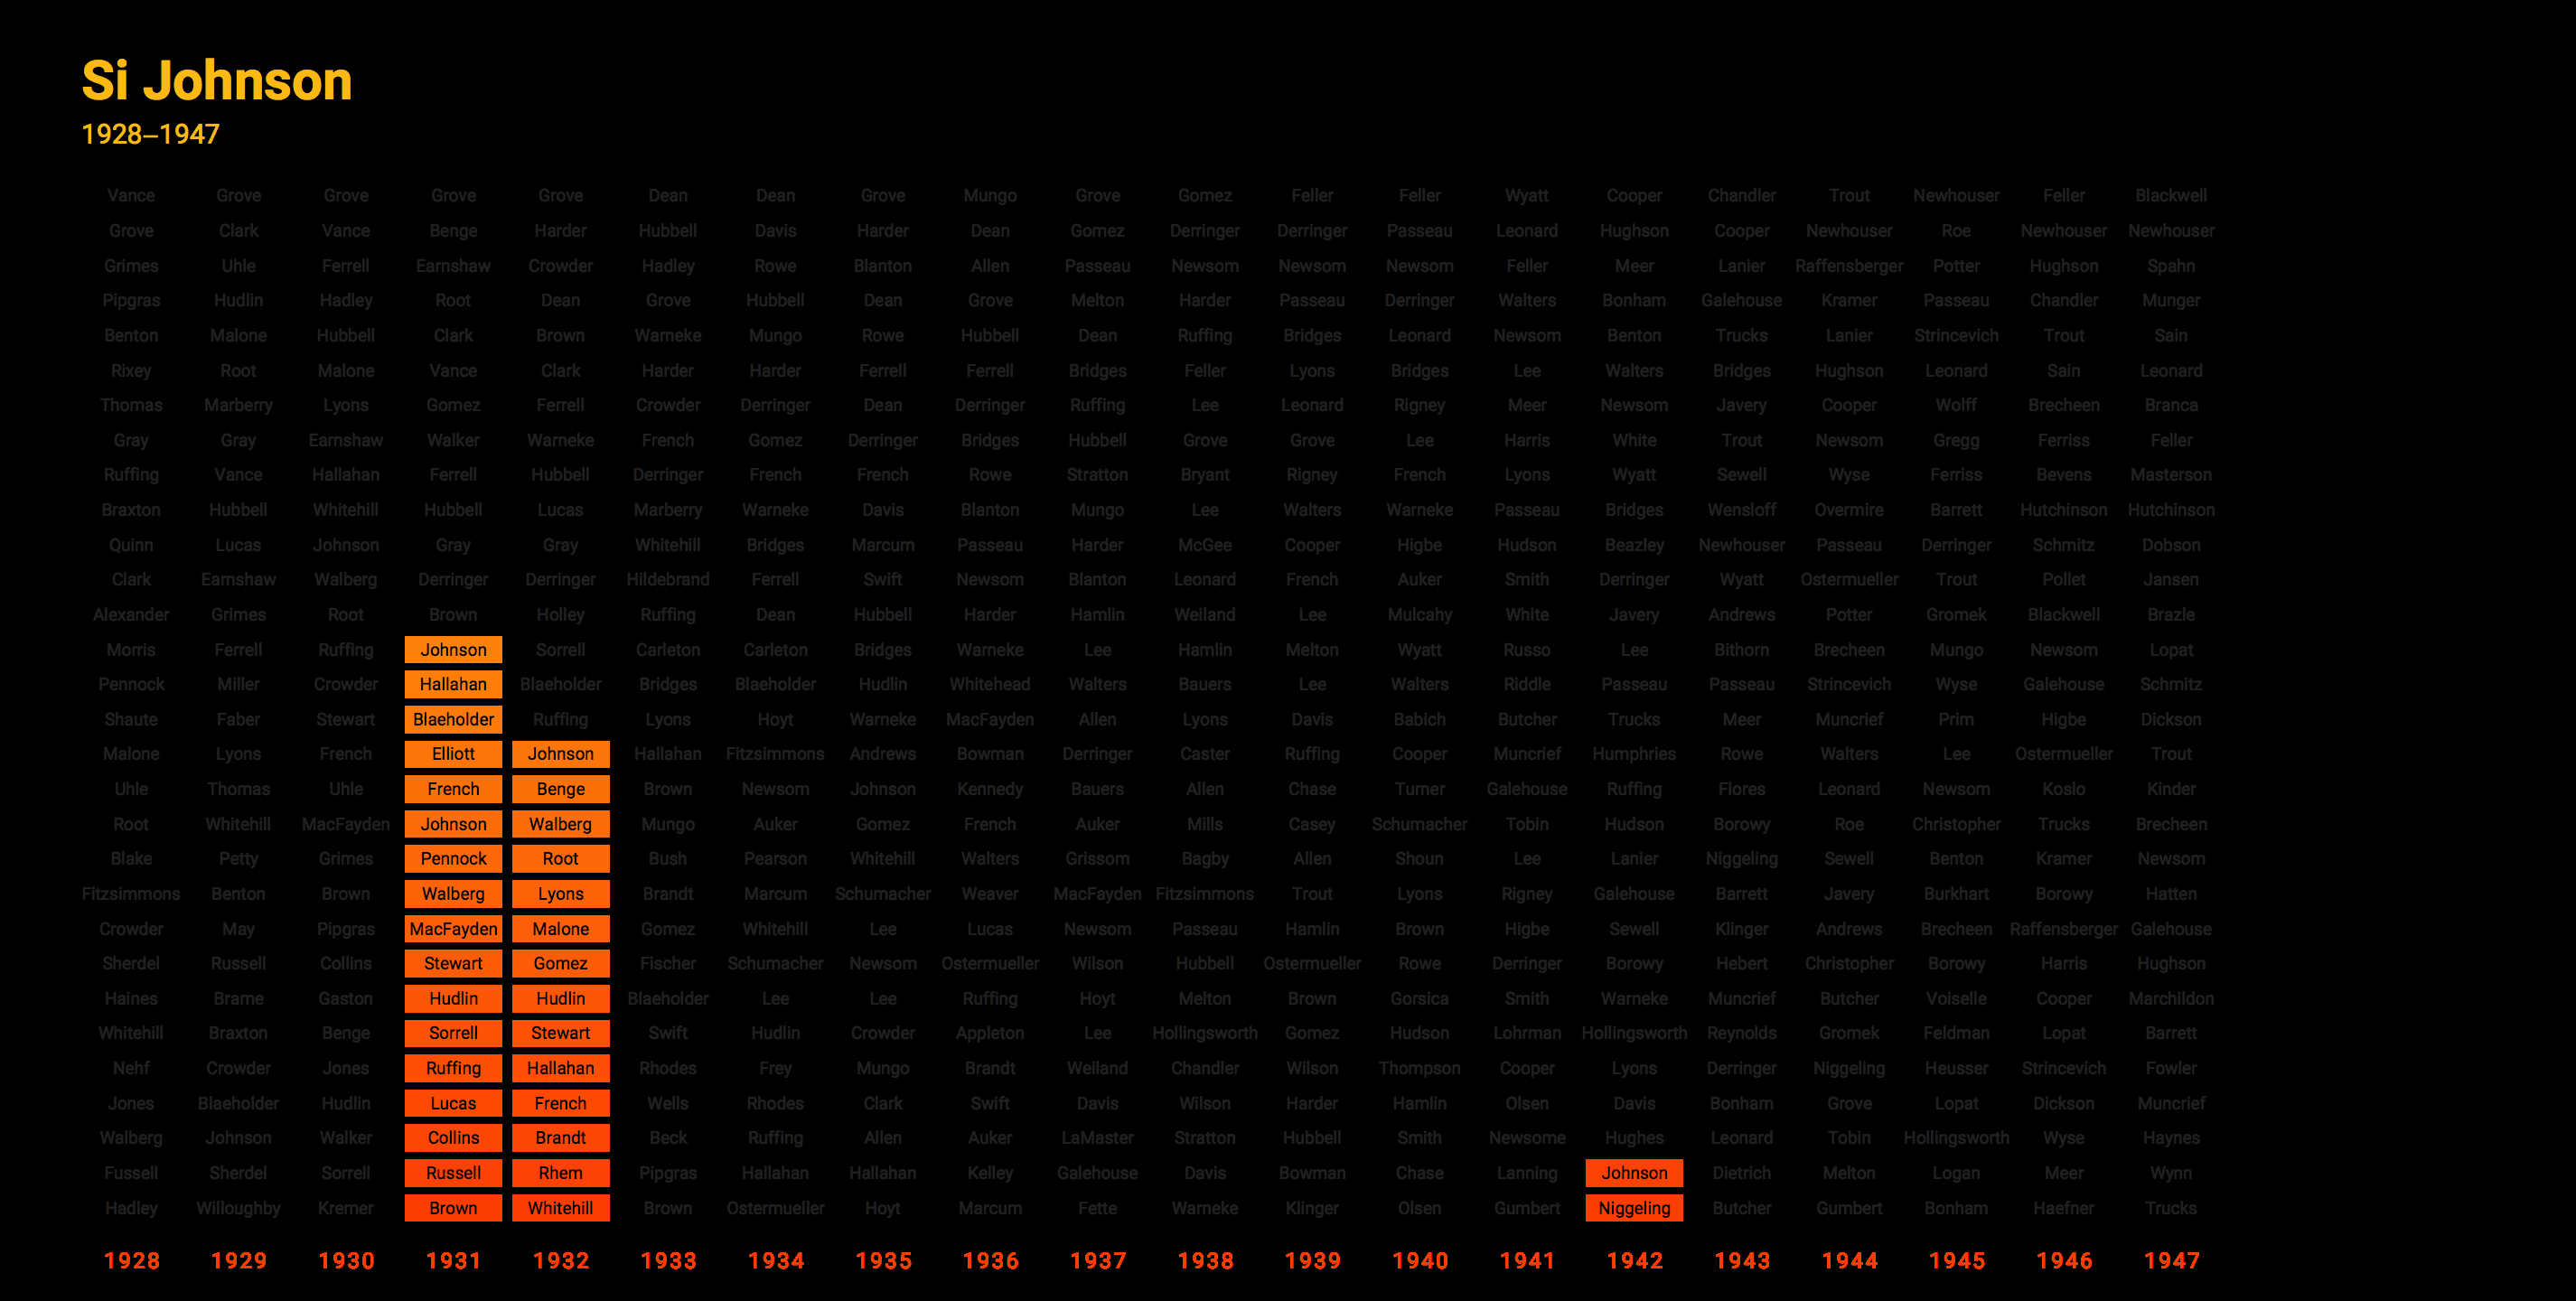 Si Johnson
1928–1947
Vance Grove Grove Grove Grove Dean Dean Grove Mungo Grove Gomez Feller Feller Wyatt Cooper Chandler Trout Newhouser Feller Blackwell
Grove Clark Vance Benge Harder Hubbell Davis Harder Dean Gomez Derringer Derringer Passeau Leonard Hughson Cooper Newhouser Roe Newhouser Newhouser
Grimes Uhle Ferrell Earnshaw Crowder Hadley Rowe Blanton Allen Passeau Newsom Newsom Newsom Feller Meer Lanier Raffensberger Potter Hughson Spahn
Pipgras Hudlin Hadley Root Dean Grove Hubbell Dean Grove Melton Harder Passeau Derringer Walters Bonham Galehouse Kramer Passeau Chandler Munger
Benton Malone Hubbell Clark Brown Warneke Mungo Rowe Hubbell Dean Ruffing Bridges Leonard Newsom Benton Trucks Lanier Strincevich Trout Sain
Rixey Root Malone Vance Clark Harder Harder Ferrell Ferrell Bridges Feller Lyons Bridges Lee Walters Bridges Hughson Leonard Sain Leonard
Thomas Marberry Lyons Gomez Ferrell Crowder Derringer Dean Derringer Ruffing Lee Leonard Rigney Meer Newsom Javery Cooper Wolff Brecheen Branca
Gray Gray Earnshaw Walker Warneke French Gomez Derringer Bridges Hubbell Grove Grove Lee Harris White Trout Newsom Gregg Ferriss Feller
Ruffing Vance Hallahan Ferrell Hubbell Derringer French French Rowe Stratton Bryant Rigney French Lyons Wyatt Sewell Wyse Ferriss Bevens Masterson
Braxton Hubbell Whitehill Hubbell Lucas Marberry Warneke Davis Blanton Mungo Lee Walters Warneke Passeau Bridges Wensloff Overmire Barrett Hutchinson Hutchinson
Quinn Lucas Johnson Gray Gray Whitehill Bridges Marcum Passeau Harder McGee Cooper Higbe Hudson Beazley Newhouser Passeau Derringer Schmitz Dobson
Clark Earnshaw Walberg Derringer Derringer Hildebrand Ferrell Swift Newsom Blanton Leonard French Auker Smith Derringer Wyatt Ostermueller Trout Pollet Jansen
Alexander Grimes Root Brown Holley Ruffing Dean Hubbell Harder Hamlin Weiland Lee Mulcahy White Javery Andrews Potter Gromek Blackwell Brazle
Morris Ferrell Ruffing Johnson Sorrell Carleton Carleton Bridges Warneke Lee Hamlin Melton Wyatt Russo Lee Bithorn Brecheen Mungo Newsom Lopat
Pennock Miller Crowder Hallahan Blaeholder Bridges Blaeholder Hudlin Whitehead Walters Bauers Lee Walters Riddle Passeau Passeau Strincevich Wyse Galehouse Schmitz
Shaute Faber Stewart Blaeholder Ruffing Lyons Hoyt Warneke MacFayden Allen Lyons Davis Babich Butcher Trucks Meer Muncrief Prim Higbe Dickson
Malone Lyons French Elliott Johnson Hallahan Fitzsimmons Andrews Bowman Derringer Caster Ruffing Cooper Muncrief Humphries Rowe Walters Lee Ostermueller Trout
Uhle Thomas Uhle French Benge Brown Newsom Johnson Kennedy Bauers Allen Chase Turner Galehouse Ruffing Flores Leonard Newsom Koslo Kinder
Root Whitehill MacFayden Johnson Walberg Mungo Auker Gomez French Auker Mills Casey Schumacher Tobin Hudson Borowy Roe Christopher Trucks Brecheen
Blake Petty Grimes Pennock Root Bush Pearson Whitehill Walters Grissom Bagby Allen Shoun Lee Lanier Niggeling Sewell Benton Kramer Newsom
Fitzsimmons Benton Brown Walberg Lyons Brandt Marcum Schumacher Weaver MacFayden Fitzsimmons Trout Lyons Rigney Galehouse Barrett Javery Burkhart Borowy Hatten
Crowder May Pipgras MacFayden Malone Gomez Whitehill Lee Lucas Newsom Passeau Hamlin Brown Higbe Sewell Klinger Andrews Brecheen Raffensberger Galehouse
Sherdel Russell Collins Stewart Gomez Fischer Schumacher Newsom Ostermueller Wilson Hubbell Ostermueller Rowe Derringer Borowy Hebert Christopher Borowy Harris Hughson
Haines Brame Gaston Hudlin Hudlin Blaeholder Lee Lee Ruffing Hoyt Melton Brown Gorsica Smith Warneke Muncrief Butcher Voiselle Cooper Marchildon
Whitehill Braxton Benge Sorrell Stewart Swift Hudlin Crowder Appleton Lee Hollingsworth Gomez Hudson Lohrman Hollingsworth Reynolds Gromek Feldman Lopat Barrett
Nehf Crowder Jones Ruffing Hallahan Rhodes Frey Mungo Brandt Weiland Chandler Wilson Thompson Cooper Lyons Derringer Niggeling Heusser Strincevich Fowler
Jones Blaeholder Hudlin Lucas French Wells Rhodes Clark Swift Davis Wilson Harder Hamlin Olsen Davis Bonham Grove Lopat Dickson Muncrief
Walberg Johnson Walker Collins Brandt Beck Ruffing Allen Auker LaMaster Stratton Hubbell Smith Newsome Hughes Leonard Tobin Hollingsworth Wyse Haynes
Fussell Sherdel Sorrell Russell Rhem Pipgras Hallahan Hallahan Kelley Galehouse Davis Bowman Chase Lanning Johnson Dietrich Melton Logan Meer Wynn
Hadley Willoughby Kremer Brown Whitehill Brown Ostermueller Hoyt Marcum Fette Warneke Klinger Olsen Gumbert Niggeling Butcher Gumbert Bonham Haefner Trucks
1928 1929 1930 1931 1932 1933 1934 1935 1936 1937 1938 1939 1940 1941 1942 1943 1944 1945 1946 1947